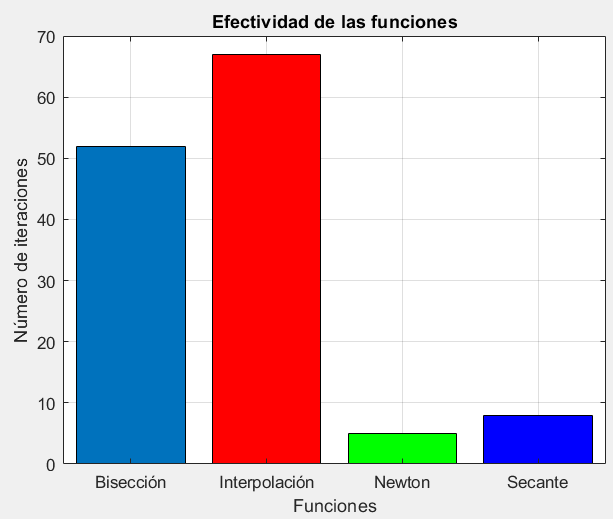 Efectividad de las funciones
Número de iteraciones
70
60
50
40
30
20
10
0
Bisección Interpolación Newton Secante
Funciones